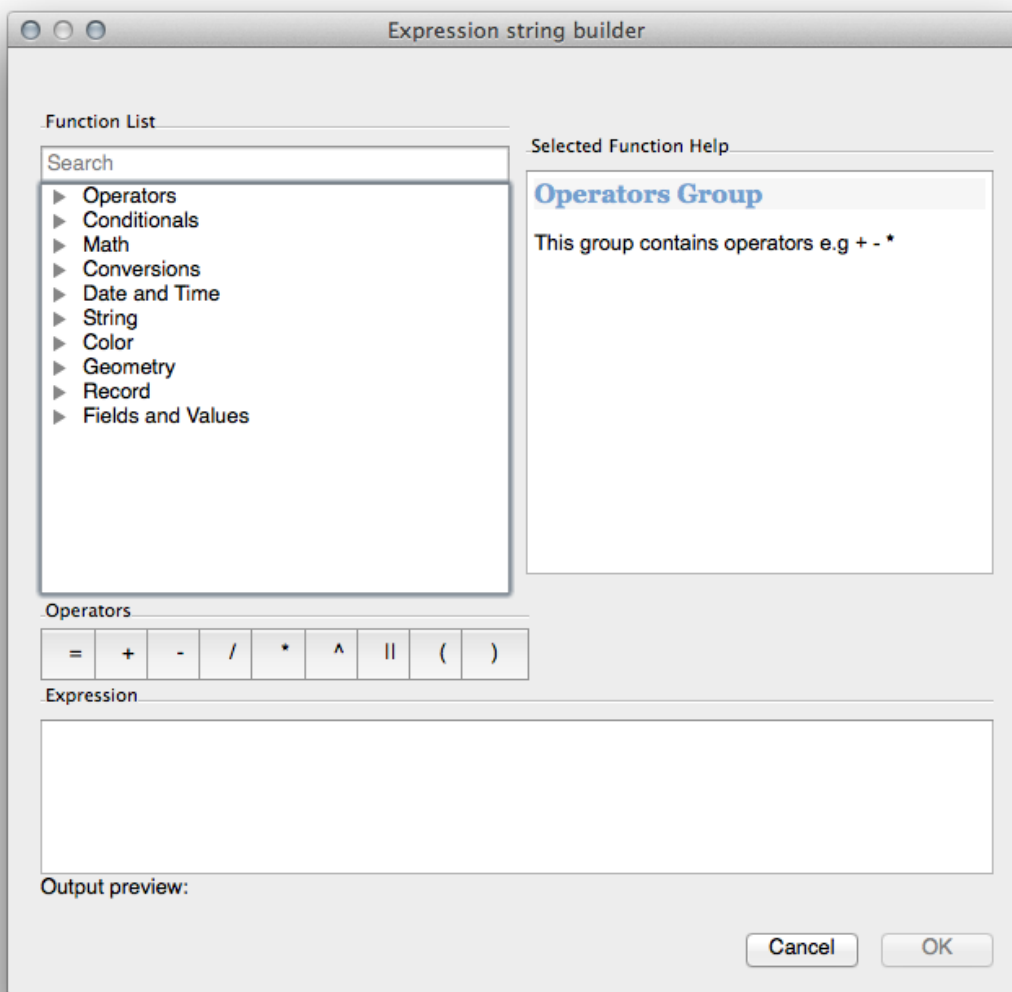 Expression string builder
Function List
Search
Operators
Conditionals
Math
Conversions
Date and Time
String
Color
Geometry
Record
Fields and Values
Selected Function Help
Operators Group
This group contains operators e.g + - *
Operators
= + - / * ^ || ( )
Expression
Output preview:
Cancel OK